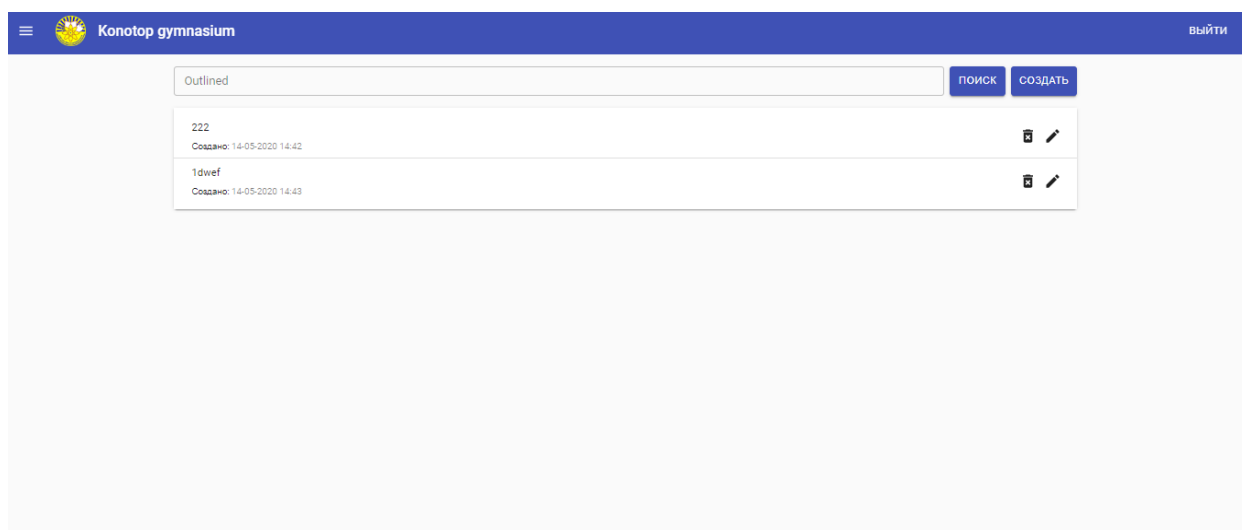 Konotop gymnasium
ВЫЙТИ
Outlined
ПОИСК
СОЗДАТЬ
222
Создано: 14-05-2020 14:42
1dwef
Создано: 14-05-2020 14:43